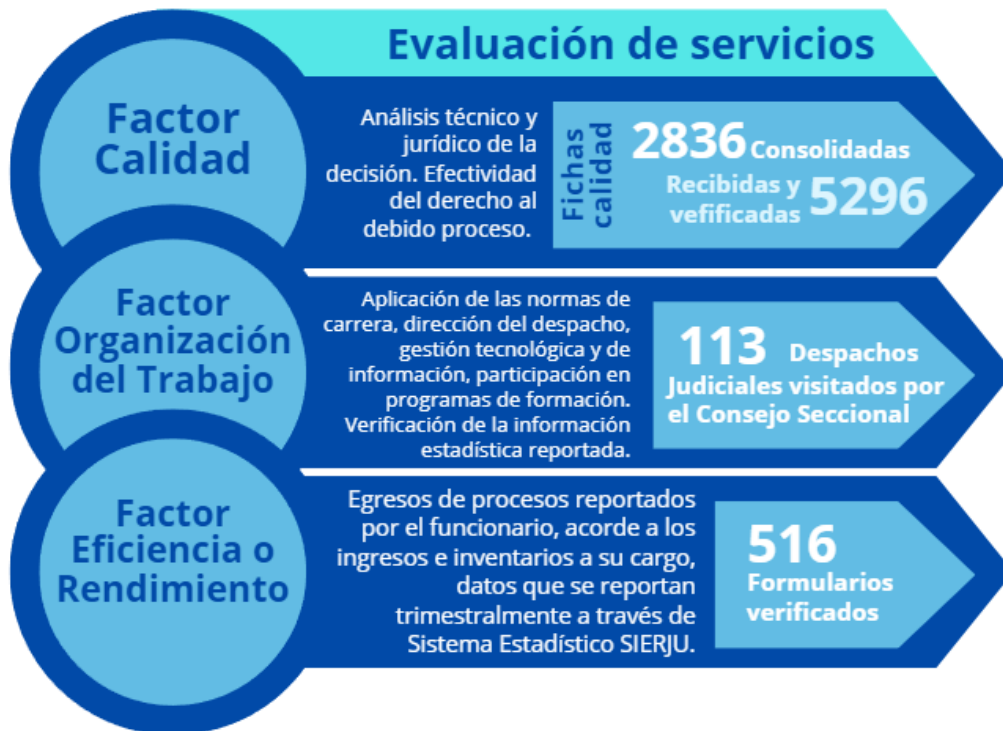 Evaluación de servicios
Factor
Calidad
Análisis técnico y
jurídico de la
decisión. Efectividad
del derecho al
debido proceso.
Fichas
calidad
2836 Consolidadas
Recibidas y
vefificadas 5296
Factor
Organización
del Trabajo
Aplicación de las normas de
carrera, dirección del despacho,
gestión tecnológica y de
información, participación en
programas de formación.
Verificación de la información
estadística reportada.
113 Despachos
Judiciales visitados por
el Consejo Seccional
Factor
Eficiencia o
Rendimiento
Egresos de procesos reportados
por el funcionario, acorde a los
ingresos e inventarios a su cargo,
datos que se reportan
trimestralmente a través de
Sistema Estadístico SIERJU.
516
Formularios
verificados